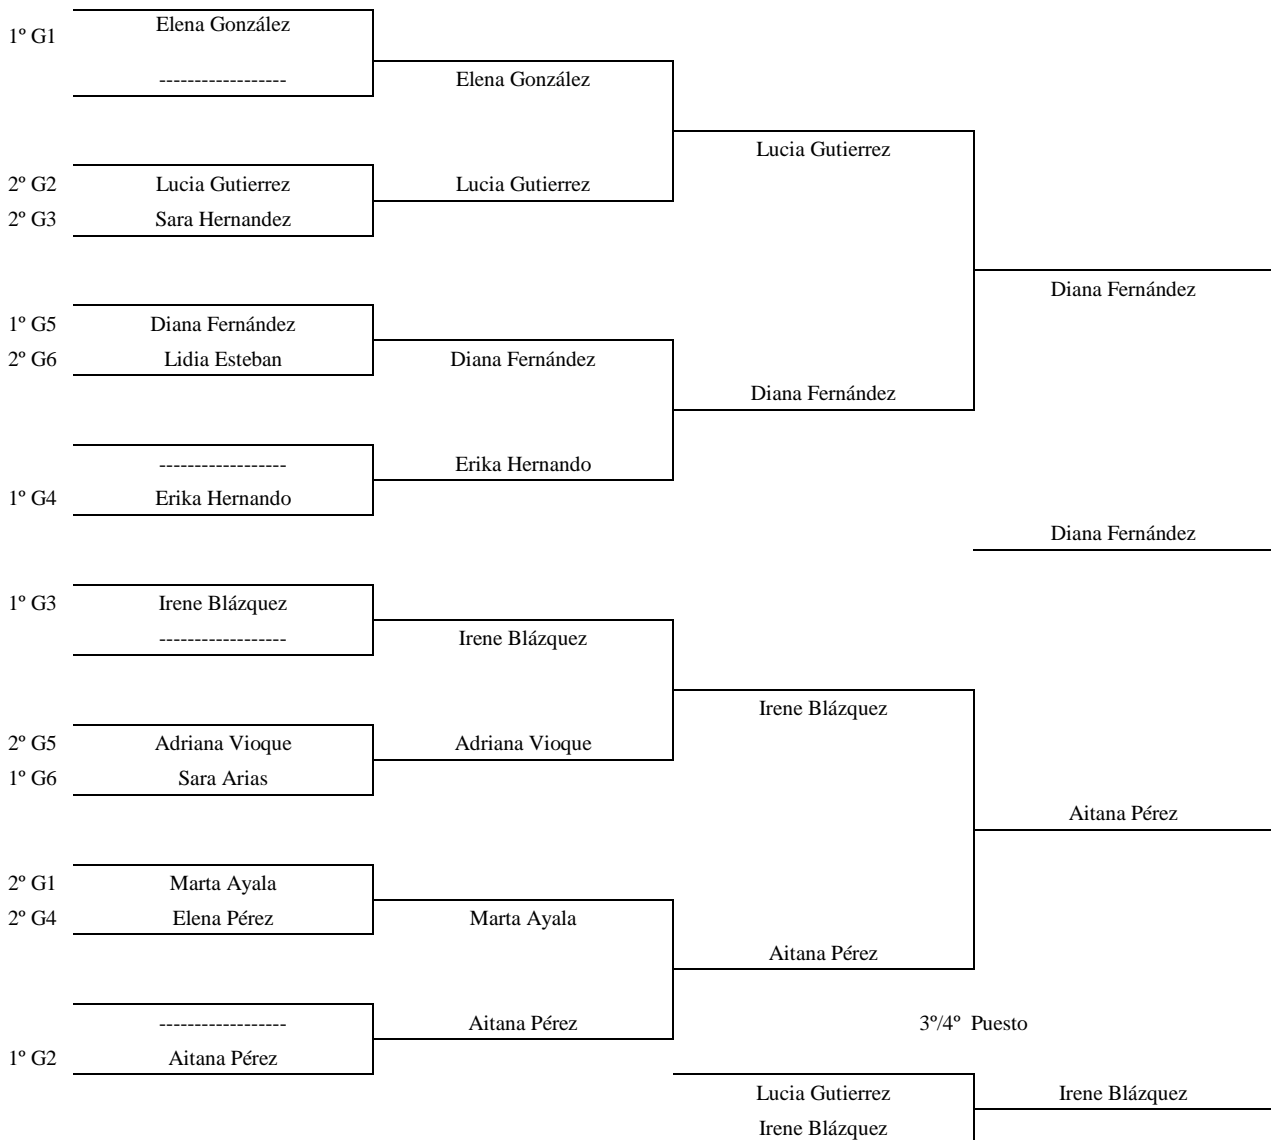 1º G1 Elena González
------------------ Elena González
Lucia Gutierrez
2º G2 Lucia Gutierrez Lucia Gutierrez
2º G3 Sara Hernandez
Diana Fernández
1º G5 Diana Fernández
2º G6 Lidia Esteban Diana Fernández
Diana Fernández
------------------ Erika Hernando
1º G4 Erika Hernando
Diana Fernández
1º G3 Irene Blázquez
------------------ Irene Blázquez
Irene Blázquez
2º G5 Adriana Vioque Adriana Vioque
1º G6 Sara Arias
Aitana Pérez
2º G1 Marta Ayala
2º G4 Elena Pérez Marta Ayala
Aitana Pérez
------------------ Aitana Pérez 3º/4º Puesto
1º G2 Aitana Pérez
Lucia Gutierrez Irene Blázquez
Irene Blázquez